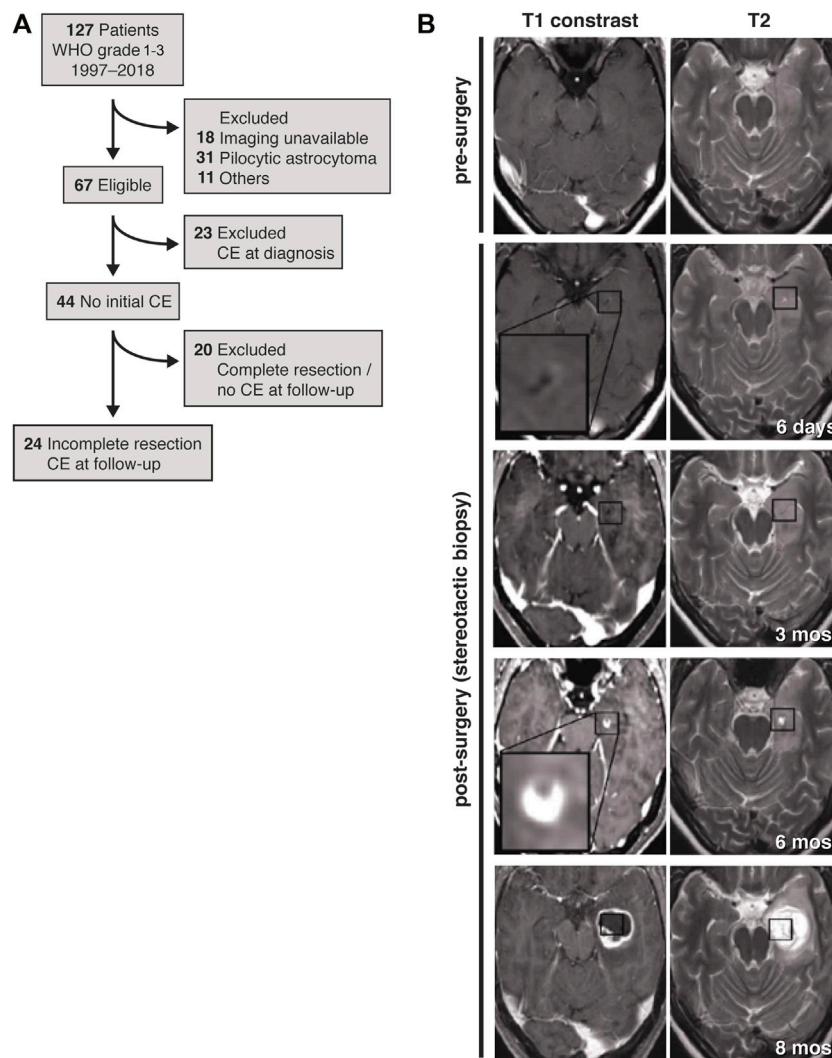 A
127 Patients
WHO grade 1-3
1997–2018
Excluded
18 Imaging unavailable
31 Pilocytic astrocytoma
11 Others
67 Eligible
23 Excluded
CE at diagnosis
44 No initial CE
20 Excluded
Complete resection /
no CE at follow-up
24 Incomplete resection
CE at follow-up
B
T1 constrast
T2
pre-surgery
post-surgery (stereotactic biopsy)
6 days
3 mos
6 mos
8 mos